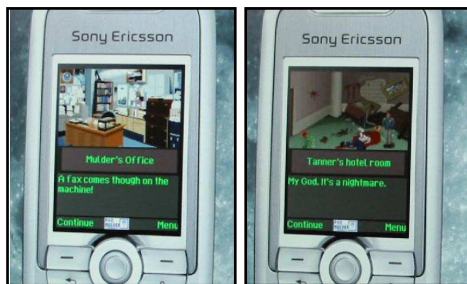 Sony Ericsson
Mulder's Office
A fax comes though on the
machine!
Continue
Menu
Sony Ericsson
Tanner's hotel room
My God. It's a nightmare.
Continue
Menu